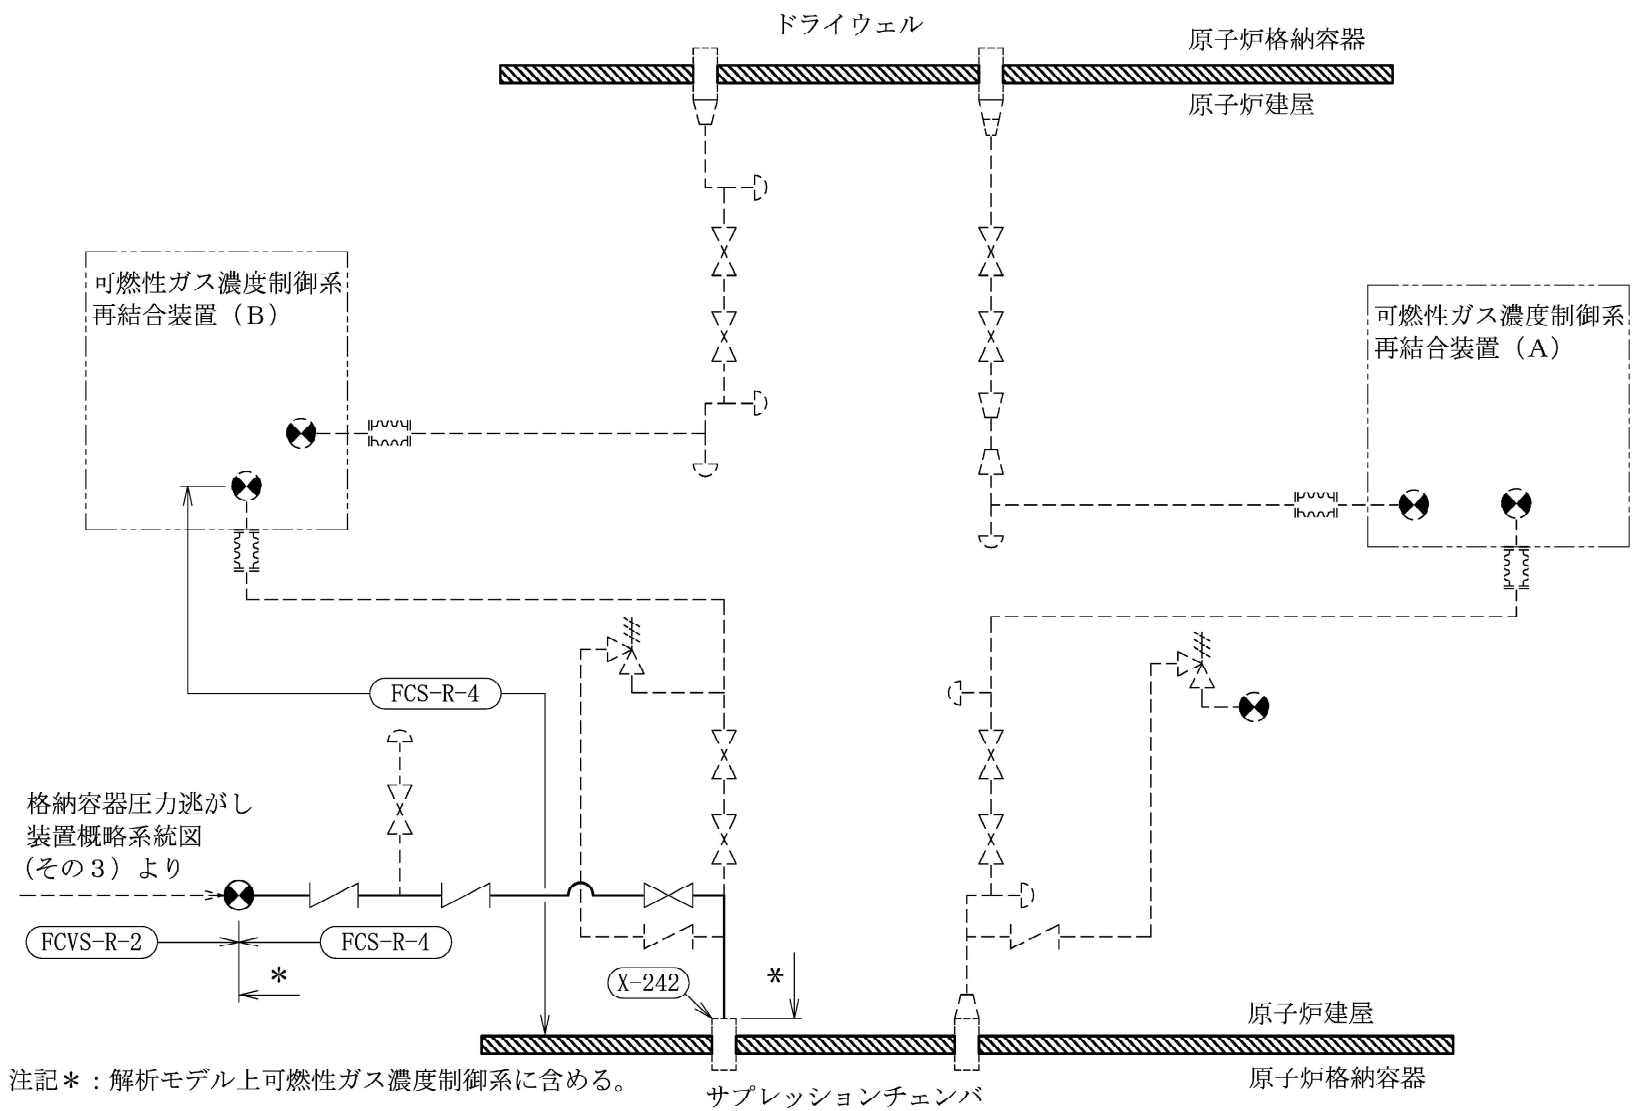 ドライウェル
原子炉格納容器
原子炉建屋
可燃性ガス濃度制御系
再結合装置（B）
可燃性ガス濃度制御系
再結合装置（A）
FCS-R-4
格納容器圧力逃がし
装置概略系統図
(その３）より
FCVS-R-2
FCS-R-4
*
X-242
*
原子炉建屋
注記＊：解析モデル上可燃性ガス濃度制御系に含める。
原子炉格納容器
サプレッションチェンバ